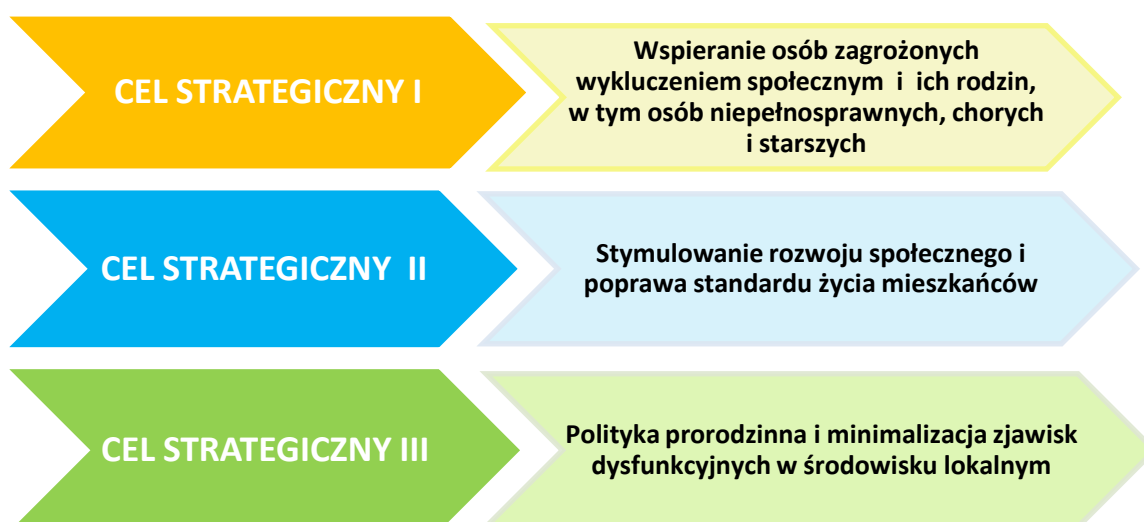 CEL STRATEGICZNY I
Wspieranie osób zagrożonych
wykluczeniem społecznym i ich rodzin,
w tym osób niepełnosprawnych, chorych
i starszych
CEL STRATEGICZNY II
Stymulowanie rozwoju społecznego i
poprawa standardu życia mieszkańców
CEL STRATEGICZNY III
Polityka prorodzinna i minimalizacja zjawisk
dysfunkcyjnych w środowisku lokalnym